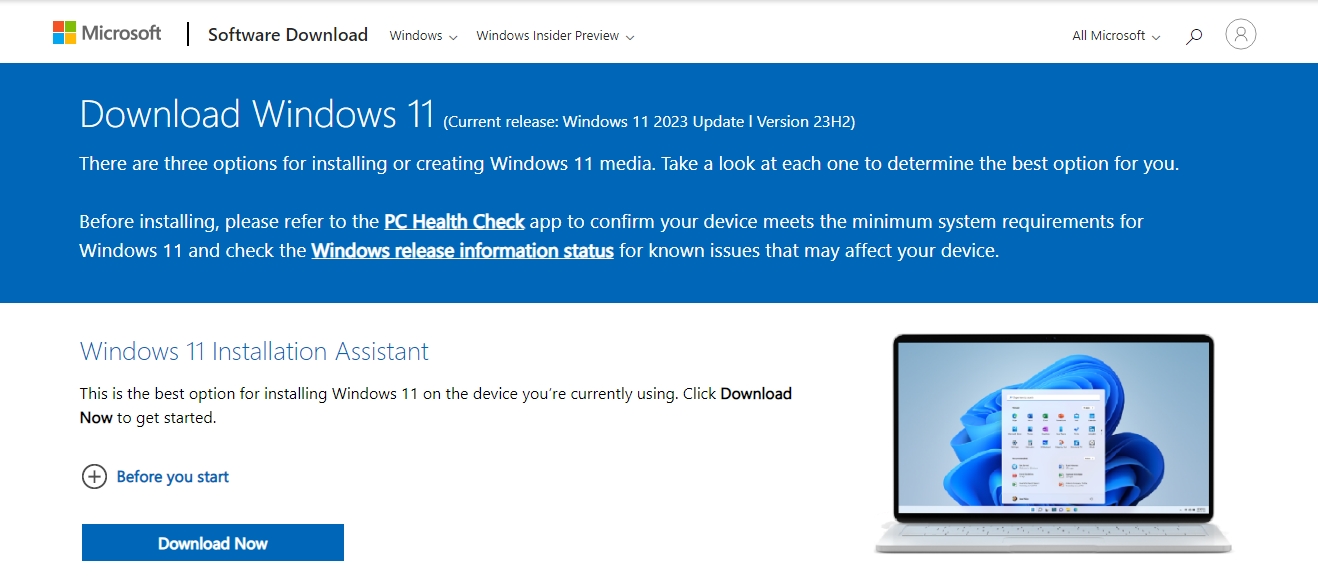 Microsoft
Software Download
Windows
Windows Insider Preview
All Microsoft
Download Windows 11 (Current release: Windows 11 2023 Update l Version 23H2)
There are three options for installing or creating Windows 11 media. Take a look at each one to determine the best option for you.
Before installing, please refer to the PC Health Check app to confirm your device meets the minimum system requirements for
Windows 11 and check the Windows release information status for known issues that may affect your device.
Windows 11 Installation Assistant
This is the best option for installing Windows 11 on the device you’re currently using. Click Download
Now to get started.
Before you start
Download Now